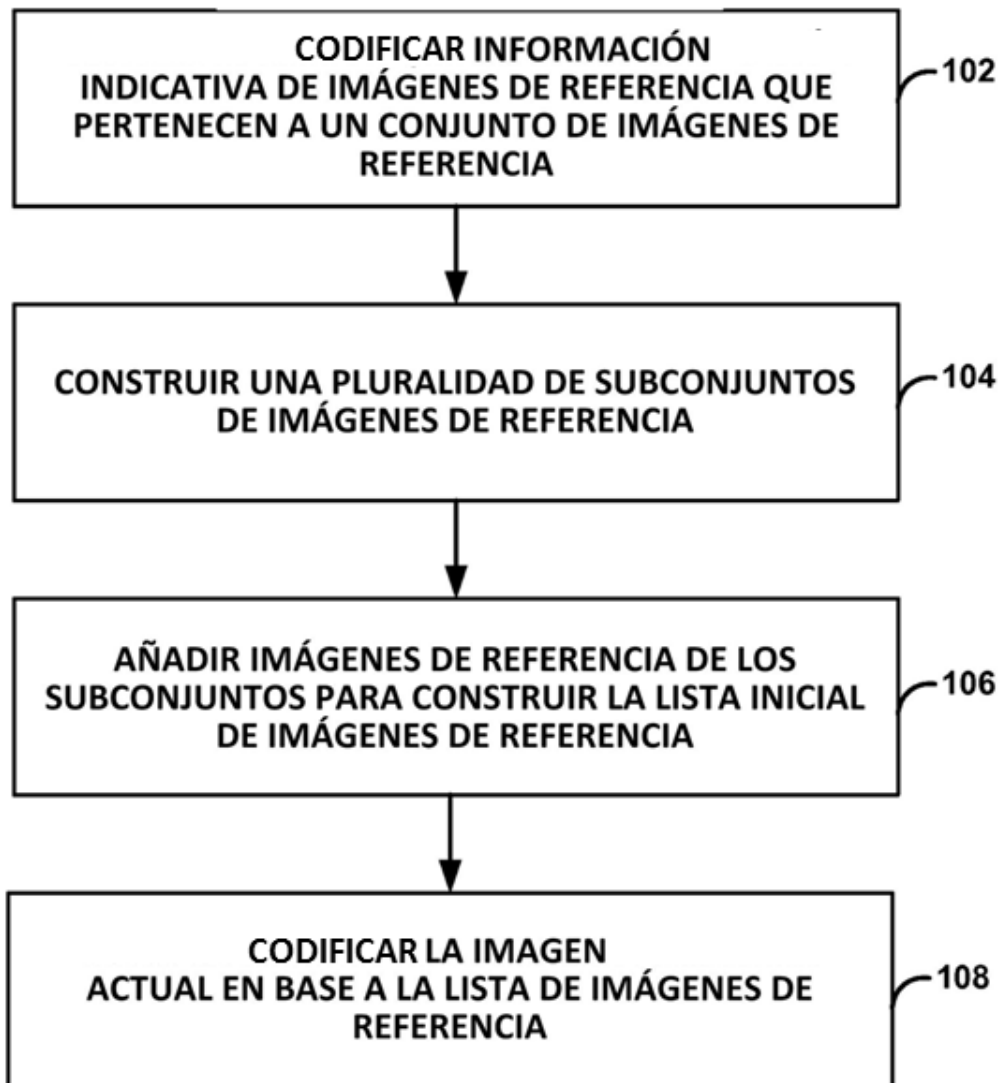 CODIFICAR INFORMACIÓN
INDICATIVA DE IMÁGENES DE REFERENCIA QUE
PERTENECEN A UN CONJUNTO DE IMÁGENES DE
REFERENCIA
102
CONSTRUIR UNA PLURALIDAD DE SUBCONJUNTOS
DE IMÁGENES DE REFERENCIA
104
AÑADIR IMÁGENES DE REFERENCIA DE LOS
SUBCONJUNTOS PARA CONSTRUIR LA LISTA INICIAL
DE IMÁGENES DE REFERENCIA
106
CODIFICAR LA IMAGEN
ACTUAL EN BASE A LA LISTA DE IMÁGENES DE
REFERENCIA
108